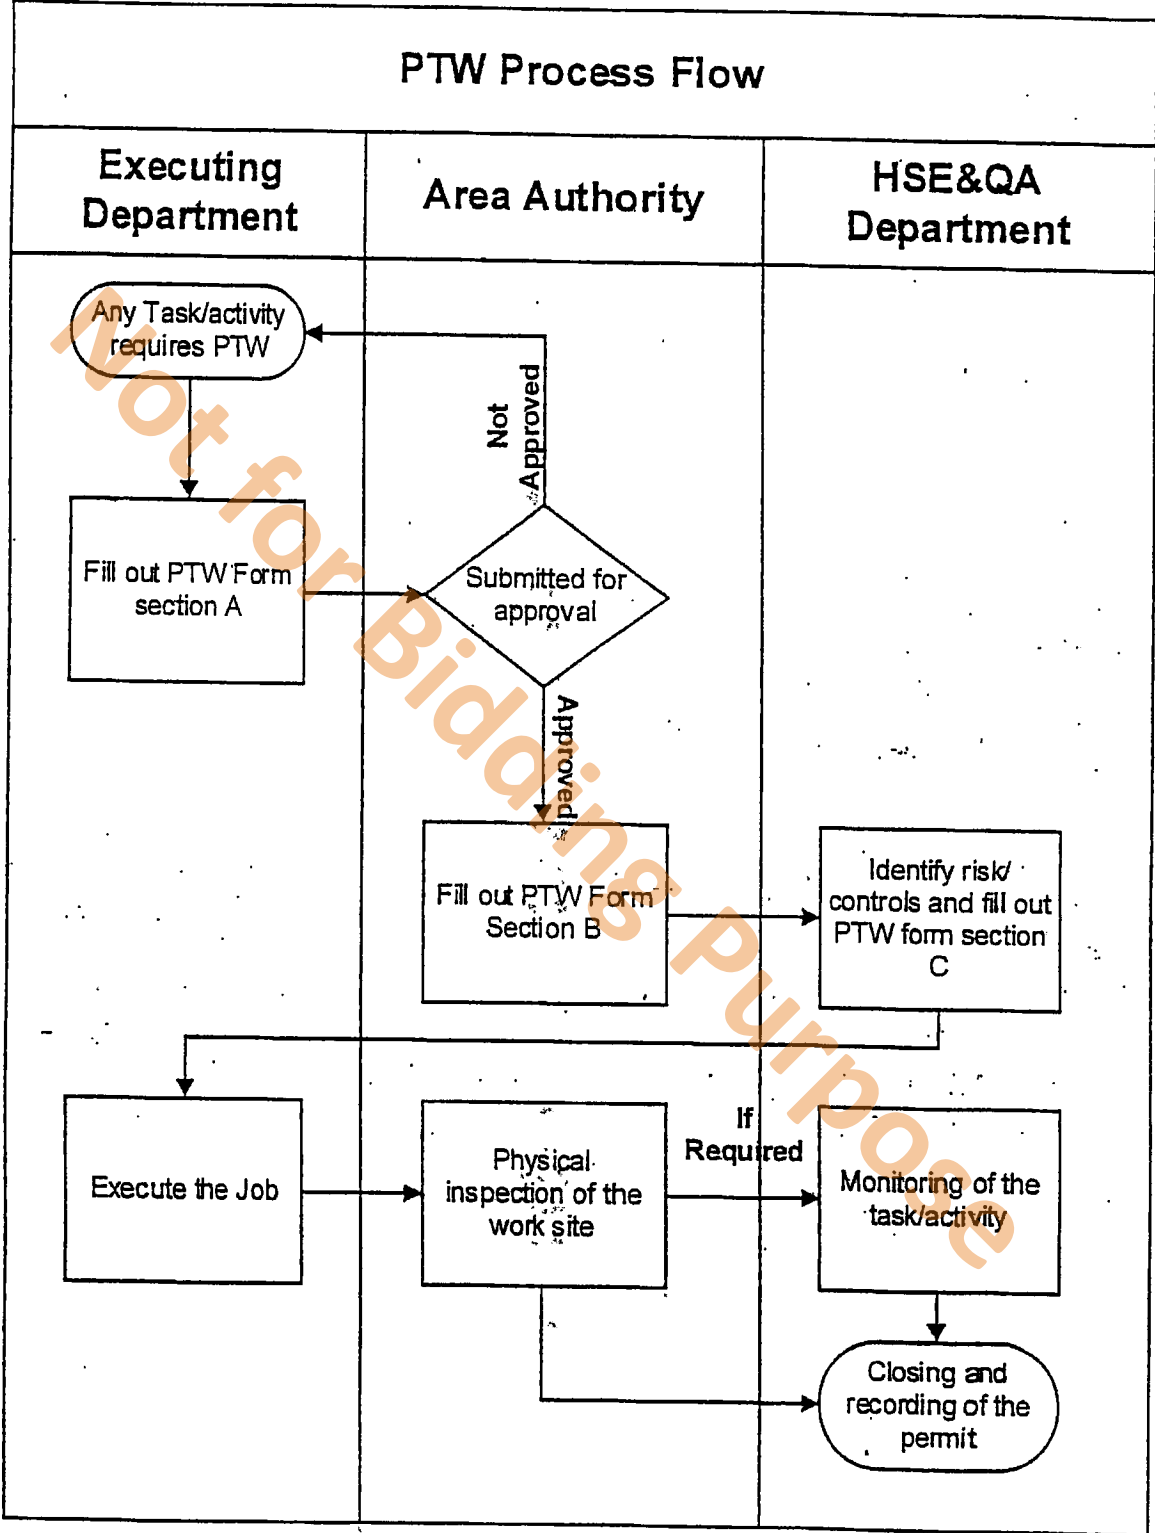 PTW Process Flow
Executing
Department
Area Authority
HSE&QA
Department
Any Task/activity
requires PTW
Not
Approved
Fill out PTW Form
section A
Submitted for
approval
Approved
Fill out PTW Form
Section B
Identify risk/
controls and fill out
PTW form section
C
Execute the Job
Physical
inspection of the
work site
If
Required
Monitoring of the
task/activity
Closing and
recording of the
permit
Not for Bidding Purpose